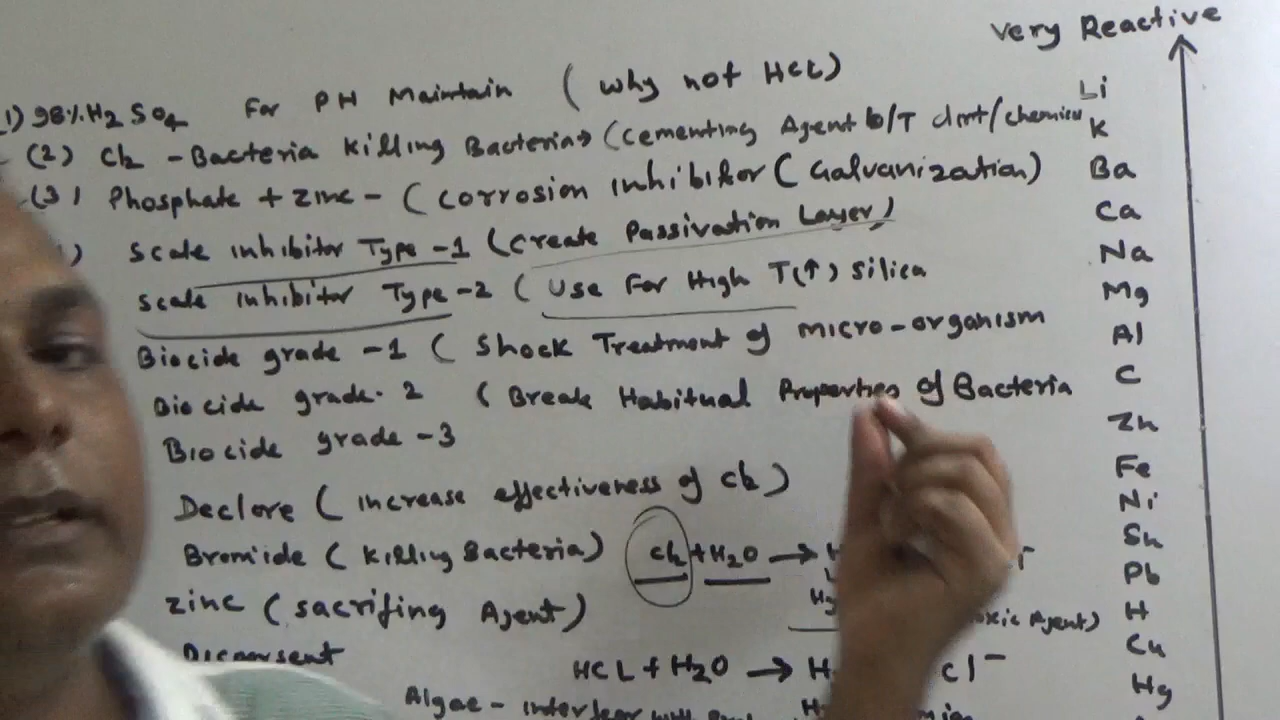 Very Reactive
1) 98% H2SO4 For PH Maintain ( Why not HCL)
(2) Cl2 - Bacteria Killing Bacteria→ (Cementing Agent b/T dirt/chemical
(3) Phosphate + Zinc - ( Corrosion inhibitor ( Galvanization)
) Scale inhibitor Type -1 (Create Passivation Layer)
Scale inhibitor Type -2 ( Use For High T(↑) Silica
Biocide grade -1 ( Shock Treatment of micro-organism
Biocide grade - 2 ( Break Habitual Properties of Bacteria
Biocide grade -3
Declore ( increase effectiveness of Cl2 )
Bromide ( Killing Bacteria)
Cl2 + H2O →
Zinc ( Sacrifing Agent )
Agent)
HCL + H2O → Cl-
Algae -
Li
K
Ba
Ca
Na
Mg
Al
C
Zn
Fe
Ni
Sn
Pb
H
Cu
Hg